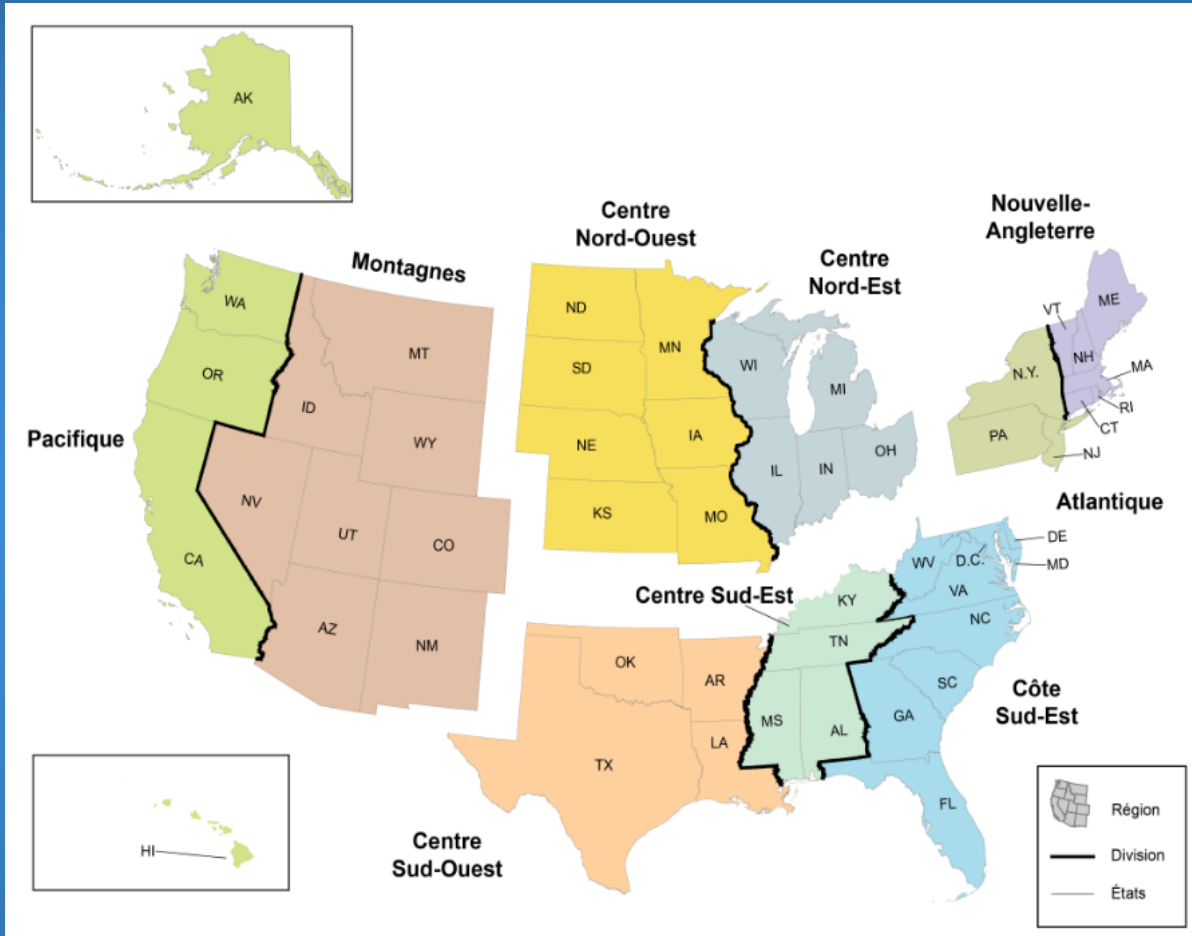 AK
Centre
Nord-Ouest
Nouvelle-
Angleterre
Montagnes
Centre
Nord-Est
WA
OR
MT
ID
WY
Pacifique
NV
UT
CO
CA
AZ
NM
ND
MN
SD
IA
NE
KS
MO
WI
MI
IL
IN
OH
VT
ME
NH
N.Y.
MA
RI
CT
PA
NJ
Atlantique
DE
MD
WV
D.C.
VA
Centre Sud-Est
KY
TN
NC
SC
MS
AL
GA
FL
Côte
Sud-Est
OK
AR
LA
TX
Centre
Sud-Ouest
HI
Région
Division
États